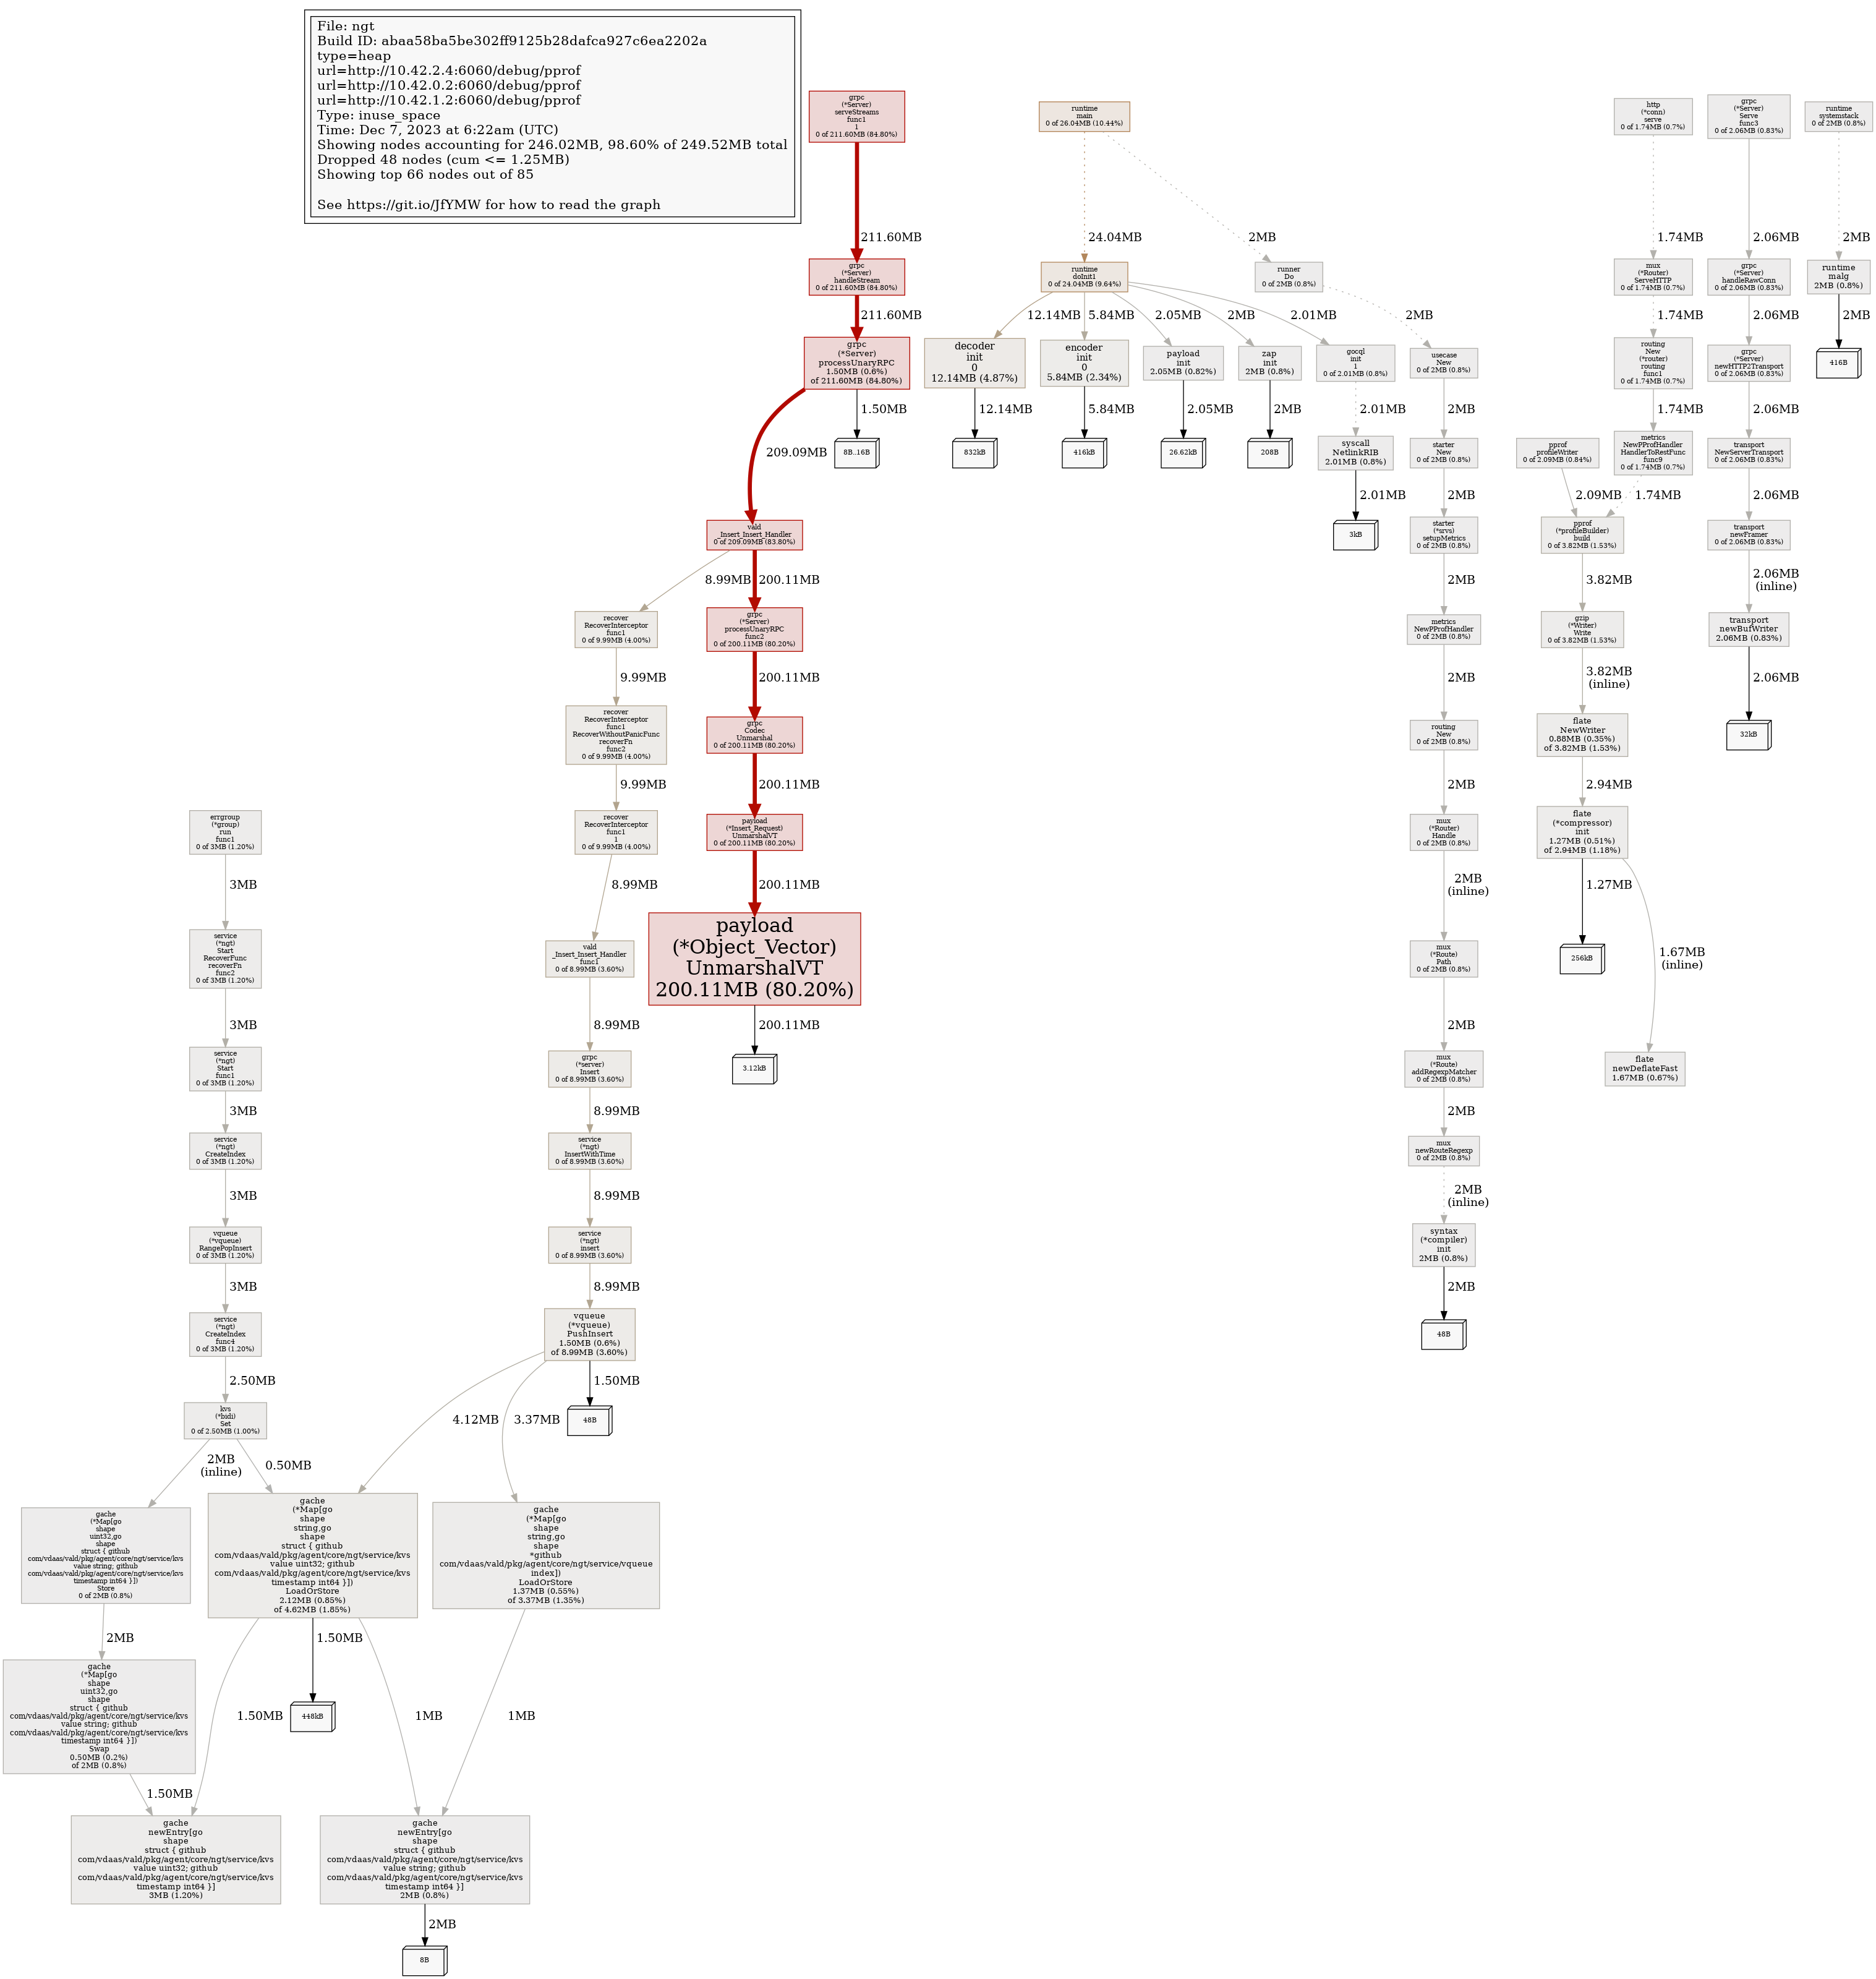 File: ngt
Build ID: abaa58ba5be302ff9125b28dafca927c6ea2202a
type=heap
url=http://10.42.2.4:6060/debug/pprof
url=http://10.42.0.2:6060/debug/pprof
url=http://10.42.1.2:6060/debug/pprof
Type: inuse_space
Time: Dec 7, 2023 at 6:22am (UTC)
Showing nodes accounting for 246.02MB, 98.60% of 249.52MB total
Dropped 48 nodes (cum <= 1.25MB)
Showing top 66 nodes out of 85
See https://git.io/JfYMW for how to read the graph
grpc
(*Server)
serveStreams
func1
1
0 of 211.60MB (84.80%)
211.60MB
grpc
(*Server)
handleStream
0 of 211.60MB (84.80%)
211.60MB
grpc
(*Server)
processUnaryRPC
1.50MB (0.6%)
of 211.60MB (84.80%)
1.50MB
8B..16B
209.09MB
vald
_Insert_Insert_Handler
0 of 209.09MB (83.80%)
8.99MB
200.11MB
grpc
(*Server)
processUnaryRPC
func2
0 of 200.11MB (80.20%)
200.11MB
grpc
Codec
Unmarshal
0 of 200.11MB (80.20%)
200.11MB
payload
(*Insert_Request)
UnmarshalVT
0 of 200.11MB (80.20%)
200.11MB
payload
(*Object_Vector)
UnmarshalVT
200.11MB (80.20%)
200.11MB
3.12kB
recover
RecoverInterceptor
func1
0 of 9.99MB (4.00%)
9.99MB
recover
RecoverInterceptor
func1
RecoverWithoutPanicFunc
recoverFn
func2
0 of 9.99MB (4.00%)
9.99MB
recover
RecoverInterceptor
func1
1
0 of 9.99MB (4.00%)
8.99MB
vald
_Insert_Insert_Handler
func1
0 of 8.99MB (3.60%)
8.99MB
grpc
(*server)
Insert
0 of 8.99MB (3.60%)
8.99MB
service
(*ngt)
InsertWithTime
0 of 8.99MB (3.60%)
8.99MB
service
(*ngt)
insert
0 of 8.99MB (3.60%)
8.99MB
vqueue
(*vqueue)
PushInsert
1.50MB (0.6%)
of 8.99MB (3.60%)
4.12MB
3.37MB
1.50MB
48B
errgroup
(*group)
run
func1
0 of 3MB (1.20%)
3MB
service
(*ngt)
Start
RecoverFunc
recoverFn
func2
0 of 3MB (1.20%)
3MB
service
(*ngt)
Start
func1
0 of 3MB (1.20%)
3MB
service
(*ngt)
CreateIndex
0 of 3MB (1.20%)
3MB
vqueue
(*vqueue)
RangePopInsert
0 of 3MB (1.20%)
3MB
service
(*ngt)
CreateIndex
func4
0 of 3MB (1.20%)
2.50MB
kvs
(*bidi)
Set
0 of 2.50MB (1.00%)
2MB
(inline)
0.50MB
gache
(*Map[go
shape
uint32,go
shape
struct { github
com/vdaas/vald/pkg/agent/core/ngt/service/kvs
value string; github
com/vdaas/vald/pkg/agent/core/ngt/service/kvs
timestamp int64 }])
Store
0 of 2MB (0.8%)
2MB
gache
(*Map[go
shape
uint32,go
shape
struct { github
com/vdaas/vald/pkg/agent/core/ngt/service/kvs
value string; github
com/vdaas/vald/pkg/agent/core/ngt/service/kvs
timestamp int64 }])
Swap
0.50MB (0.2%)
of 2MB (0.8%)
1.50MB
gache
(*Map[go
shape
string,go
shape
struct { github
com/vdaas/vald/pkg/agent/core/ngt/service/kvs
value uint32; github
com/vdaas/vald/pkg/agent/core/ngt/service/kvs
timestamp int64 }])
LoadOrStore
2.12MB (0.85%)
of 4.62MB (1.85%)
1.50MB
1.50MB
448kB
1MB
gache
(*Map[go
shape
string,go
shape
*github
com/vdaas/vald/pkg/agent/core/ngt/service/vqueue
index])
LoadOrStore
1.37MB (0.55%)
of 3.37MB (1.35%)
1MB
gache
newEntry[go
shape
struct { github
com/vdaas/vald/pkg/agent/core/ngt/service/kvs
value uint32; github
com/vdaas/vald/pkg/agent/core/ngt/service/kvs
timestamp int64 }]
3MB (1.20%)
gache
newEntry[go
shape
struct { github
com/vdaas/vald/pkg/agent/core/ngt/service/kvs
value string; github
com/vdaas/vald/pkg/agent/core/ngt/service/kvs
timestamp int64 }]
2MB (0.8%)
2MB
8B
runtime
main
0 of 26.04MB (10.44%)
24.04MB
2MB
runtime
doInit1
0 of 24.04MB (9.64%)
12.14MB
5.84MB
2.05MB
2MB
2.01MB
decoder
init
0
12.14MB (4.87%)
12.14MB
832kB
encoder
init
0
5.84MB (2.34%)
5.84MB
416kB
payload
init
2.05MB (0.82%)
2.05MB
26.62kB
zap
init
2MB (0.8%)
2MB
208B
gocql
init
1
0 of 2.01MB (0.8%)
2.01MB
syscall
NetlinkRIB
2.01MB (0.8%)
2.01MB
3kB
runner
Do
0 of 2MB (0.8%)
2MB
usecase
New
0 of 2MB (0.8%)
2MB
starter
New
0 of 2MB (0.8%)
2MB
starter
(*srvs)
setupMetrics
0 of 2MB (0.8%)
2MB
metrics
NewPProfHandler
0 of 2MB (0.8%)
2MB
routing
New
0 of 2MB (0.8%)
2MB
mux
(*Router)
Handle
0 of 2MB (0.8%)
2MB
(inline)
mux
(*Route)
Path
0 of 2MB (0.8%)
2MB
mux
(*Route)
addRegexpMatcher
0 of 2MB (0.8%)
2MB
mux
newRouteRegexp
0 of 2MB (0.8%)
2MB
(inline)
syntax
(*compiler)
init
2MB (0.8%)
2MB
48B
http
(*conn)
serve
0 of 1.74MB (0.7%)
1.74MB
mux
(*Router)
ServeHTTP
0 of 1.74MB (0.7%)
1.74MB
routing
New
(*router)
routing
func1
0 of 1.74MB (0.7%)
1.74MB
metrics
NewPProfHandler
HandlerToRestFunc
func9
0 of 1.74MB (0.7%)
1.74MB
pprof
profileWriter
0 of 2.09MB (0.84%)
2.09MB
pprof
(*profileBuilder)
build
0 of 3.82MB (1.53%)
3.82MB
gzip
(*Writer)
Write
0 of 3.82MB (1.53%)
3.82MB
(inline)
flate
NewWriter
0.88MB (0.35%)
of 3.82MB (1.53%)
2.94MB
flate
(*compressor)
init
1.27MB (0.51%)
of 2.94MB (1.18%)
1.27MB
256kB
1.67MB
(inline)
flate
newDeflateFast
1.67MB (0.67%)
grpc
(*Server)
Serve
func3
0 of 2.06MB (0.83%)
2.06MB
grpc
(*Server)
handleRawConn
0 of 2.06MB (0.83%)
2.06MB
grpc
(*Server)
newHTTP2Transport
0 of 2.06MB (0.83%)
2.06MB
transport
NewServerTransport
0 of 2.06MB (0.83%)
2.06MB
transport
newFramer
0 of 2.06MB (0.83%)
2.06MB
(inline)
transport
newBufWriter
2.06MB (0.83%)
2.06MB
32kB
runtime
systemstack
0 of 2MB (0.8%)
2MB
runtime
malg
2MB (0.8%)
2MB
416B